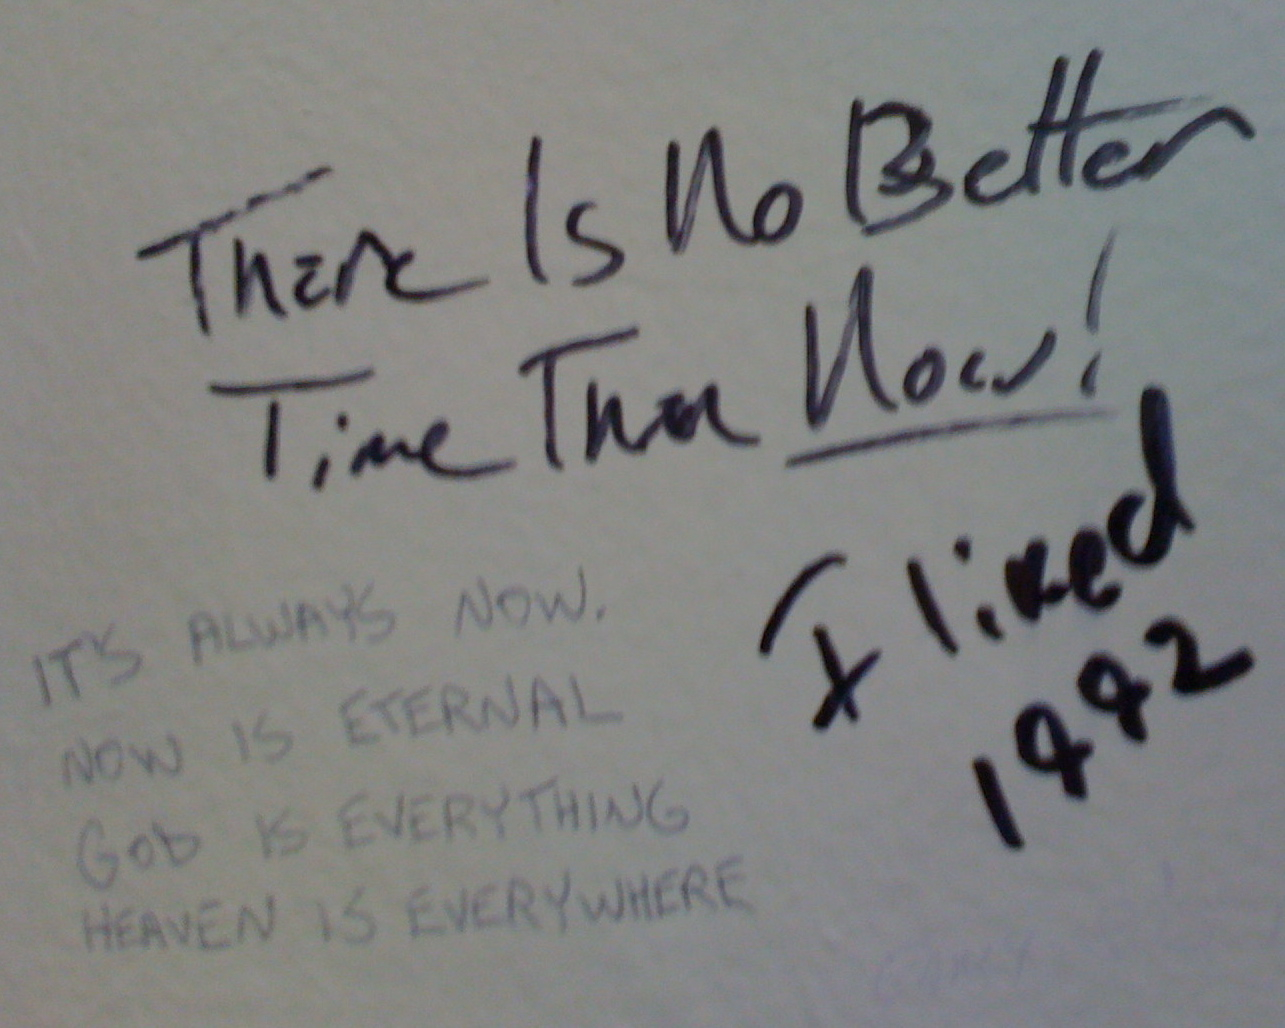 There Is No Better
Time Than Now!
I liked
1992
IT'S ALWAYS NOW.
NOW IS ETERNAL
GOD IS EVERYTHING
HEAVEN IS EVERYWHERE